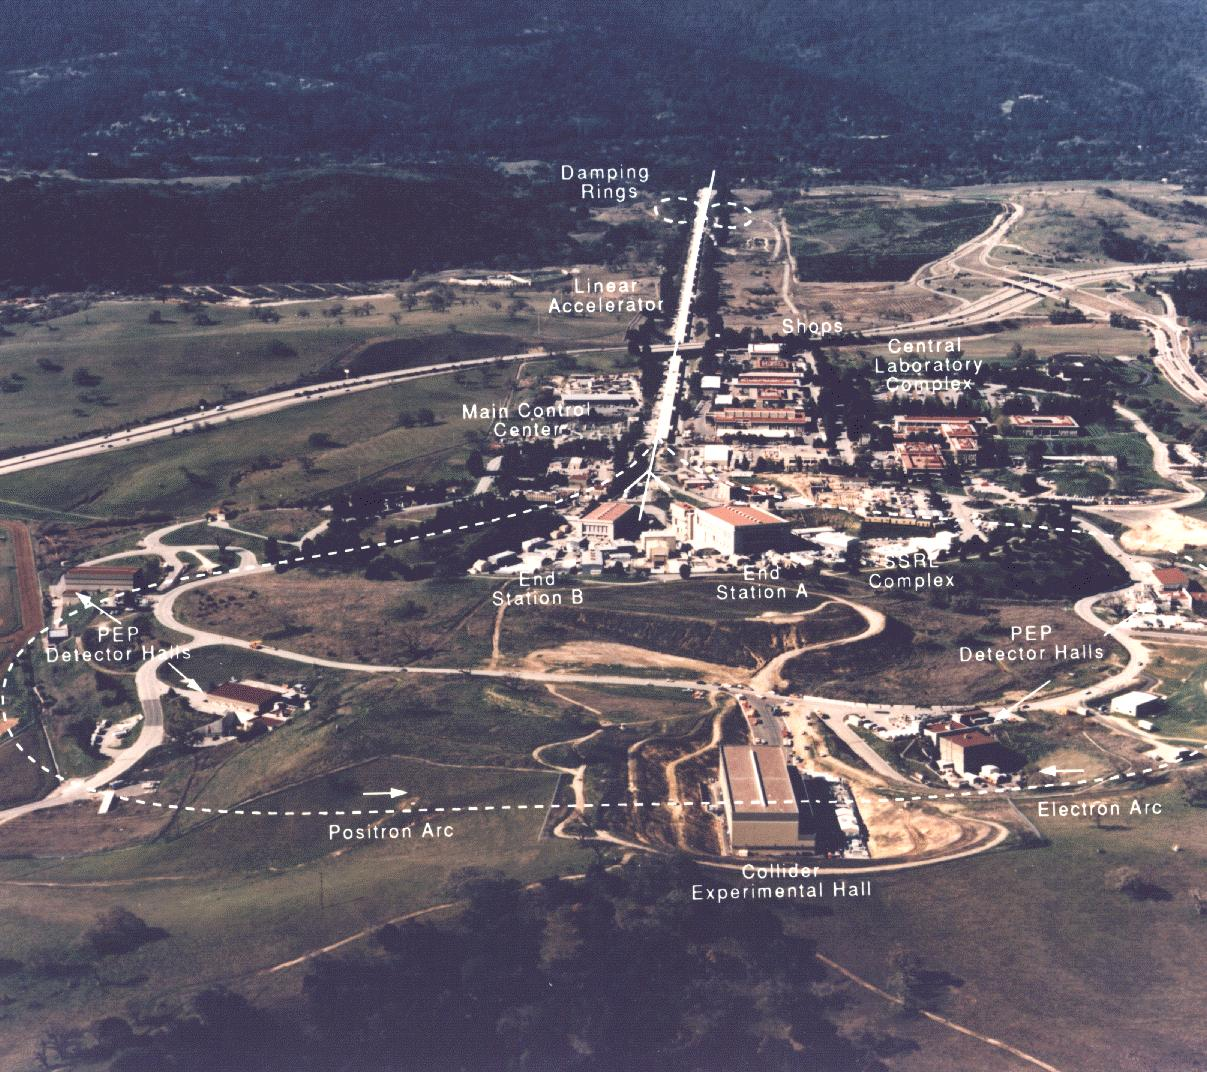 Damping
Rings
Linear
Accelerator
Shops
Central
Laboratory
Complex
Main Control
Center
SSRL
Complex
End
Station B
End
Station A
PEP
Detector Halls
PEP
Detector Halls
Electron Arc
Positron Arc
Collider
Experimental Hall